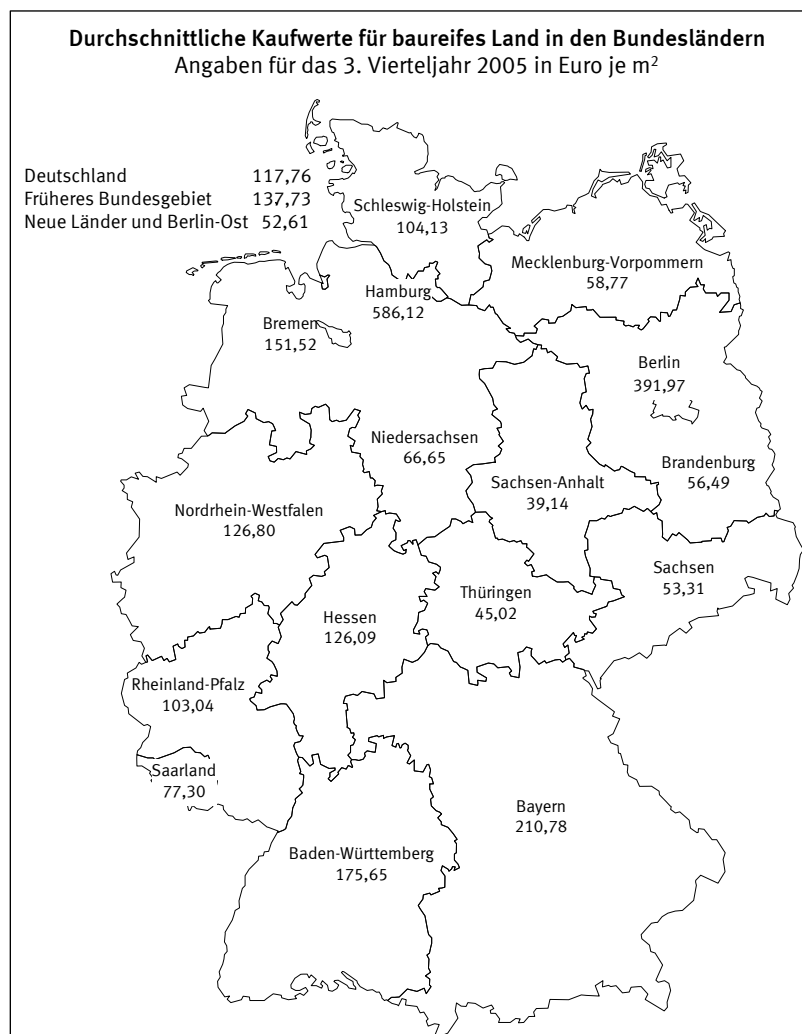 Durchschnittliche Kaufwerte für baureifes Land in den Bundesländern
Angaben für das 3. Vierteljahr 2005 in Euro je m²
Deutschland 117,76
Früheres Bundesgebiet 137,73
Neue Länder und Berlin-Ost 52,61
Schleswig-Holstein
104,13
Mecklenburg-Vorpommern
58,77
Hamburg
586,12
Bremen
151,52
Berlin
391,97
Niedersachsen
66,65
Sachsen-Anhalt
39,14
Brandenburg
56,49
Nordrhein-Westfalen
126,80
Sachsen
53,31
Thüringen
45,02
Hessen
126,09
Rheinland-Pfalz
103,04
Saarland
77,30
Bayern
210,78
Baden-Württemberg
175,65